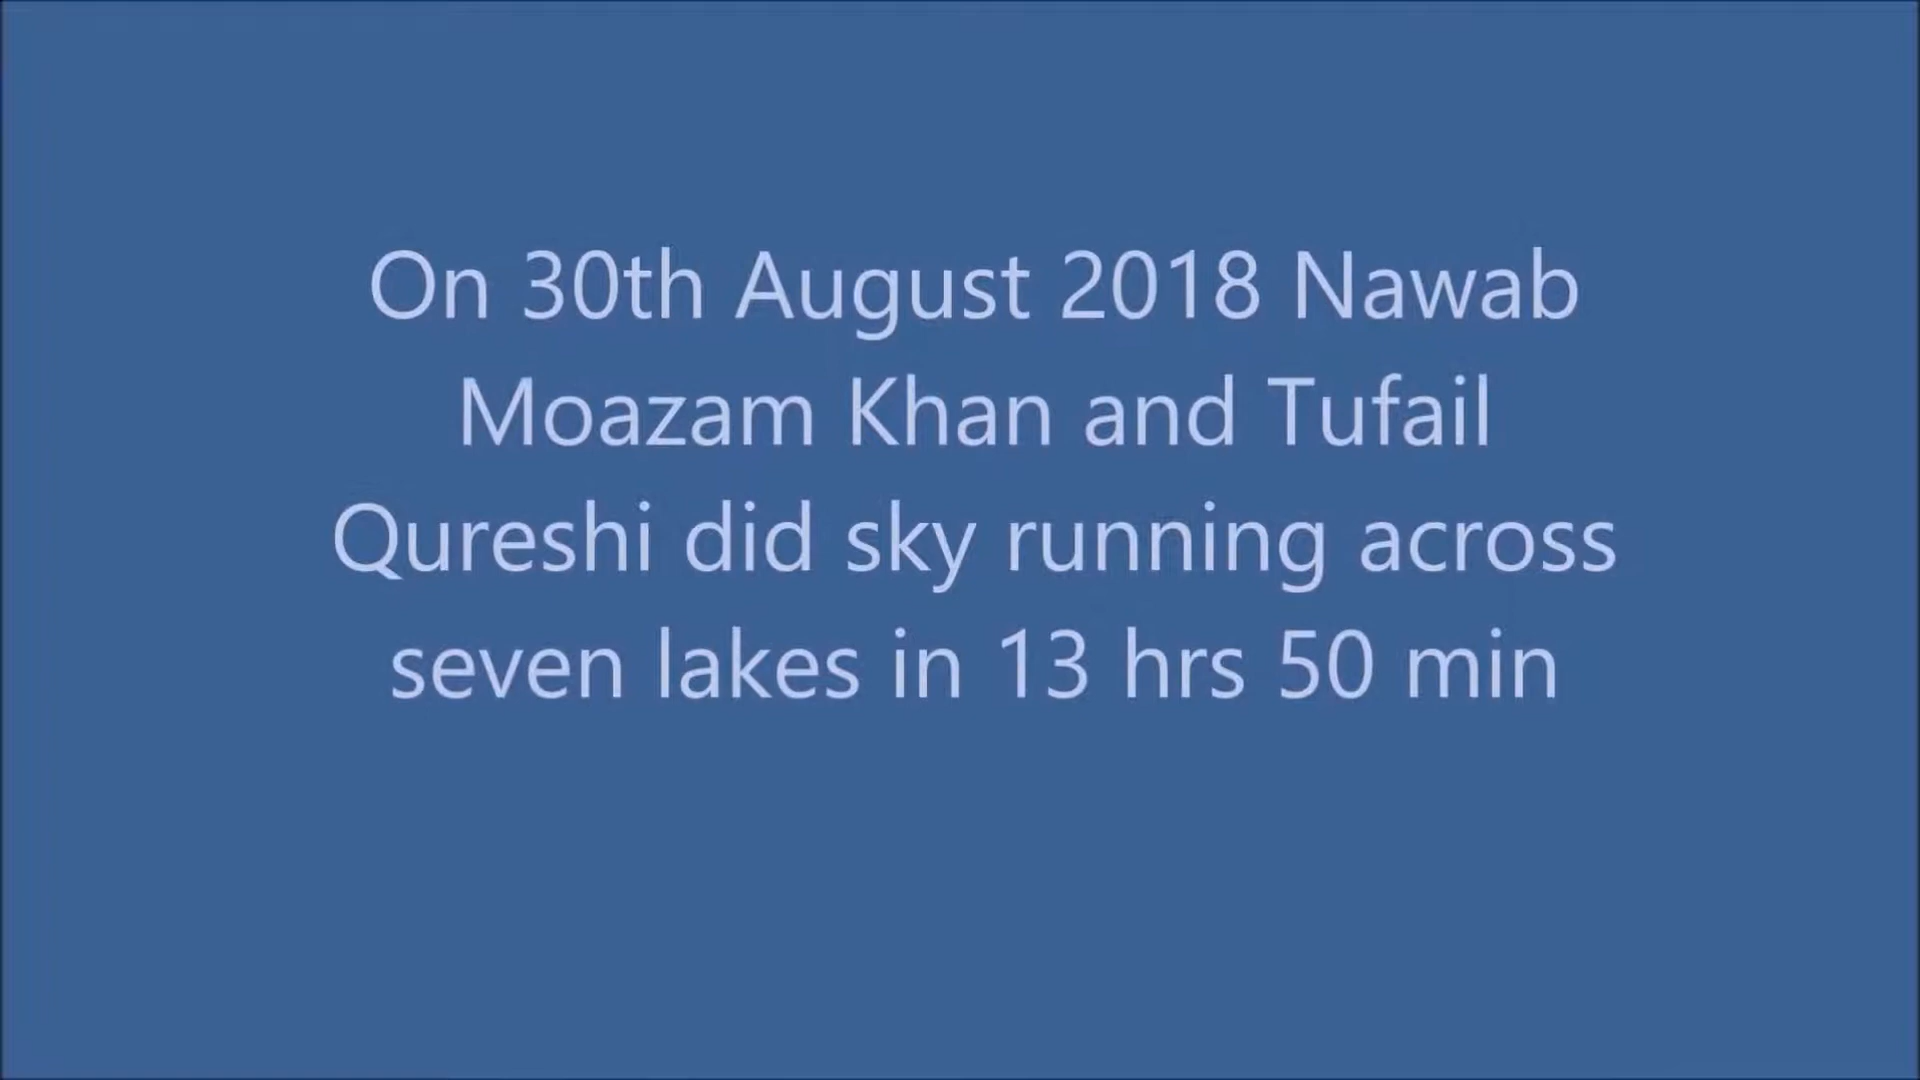 On 30th August 2018 Nawab
Moazam Khan and Tufail
Qureshi did sky running across
seven lakes in 13 hrs 50 min